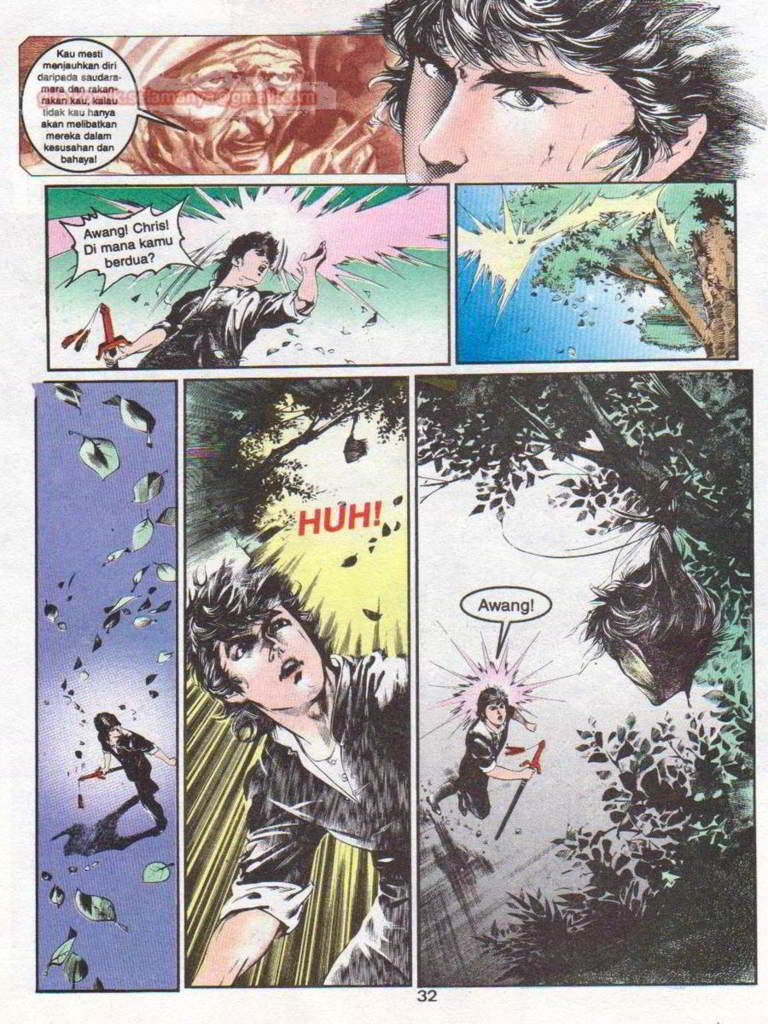 Kau mesti
menjauhkan diri
daripada saudara-
mara dan rakan-
rakan kau, kalau
tidak kau hanya
akan melibatkan
mereka dalam
kesusahan dan
bahaya!
Awang! Chris!
Di mana kamu
berdua?
HUH!
Awang!
32